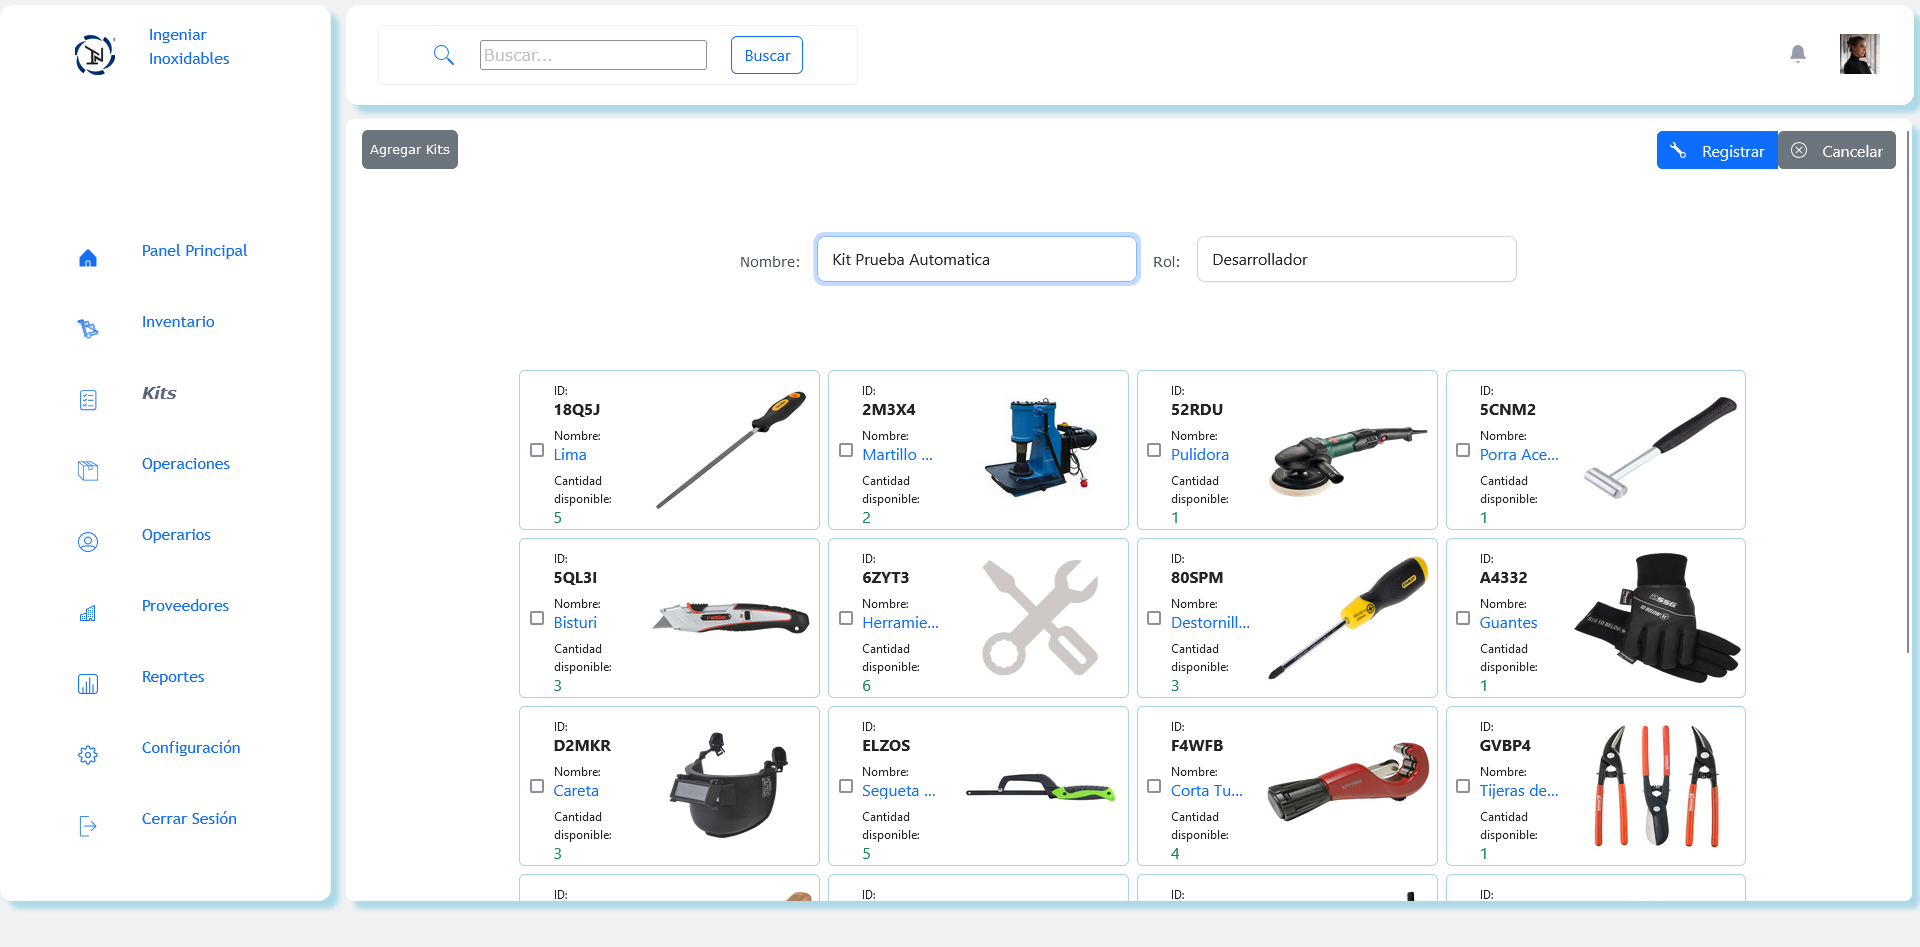 Ingeniar
Inoxidables
Buscar...
Buscar
Agregar Kits
Registrar
Cancelar
Panel Principal
Inventario
Kits
Operaciones
Operarios
Proveedores
Reportes
Configuración
Cerrar Sesión
Nombre:
Kit Prueba Automatica
Rol:
Desarrollador
ID:
18Q5J
Nombre:
Lima
Cantidad
disponible:
5
ID:
2M3X4
Nombre:
Martillo ...
Cantidad
disponible:
2
ID:
52RDU
Nombre:
Pulidora
Cantidad
disponible:
1
ID:
5CNM2
Nombre:
Porra Ace...
Cantidad
disponible:
1
ID:
5QL3I
Nombre:
Bisturi
Cantidad
disponible:
3
ID:
6ZYT3
Nombre:
Herramie...
Cantidad
disponible:
6
ID:
80SPM
Nombre:
Destornill...
Cantidad
disponible:
3
ID:
A4332
Nombre:
Guantes
Cantidad
disponible:
1
SSG
ID:
D2MKR
Nombre:
Careta
Cantidad
disponible:
3
ID:
ELZOS
Nombre:
Segueta ...
Cantidad
disponible:
5
ID:
F4WFB
Nombre:
Corta Tu...
Cantidad
disponible:
4
ID:
GVBP4
Nombre:
Tijeras de...
Cantidad
disponible:
1
ID:
ID:
ID:
ID: